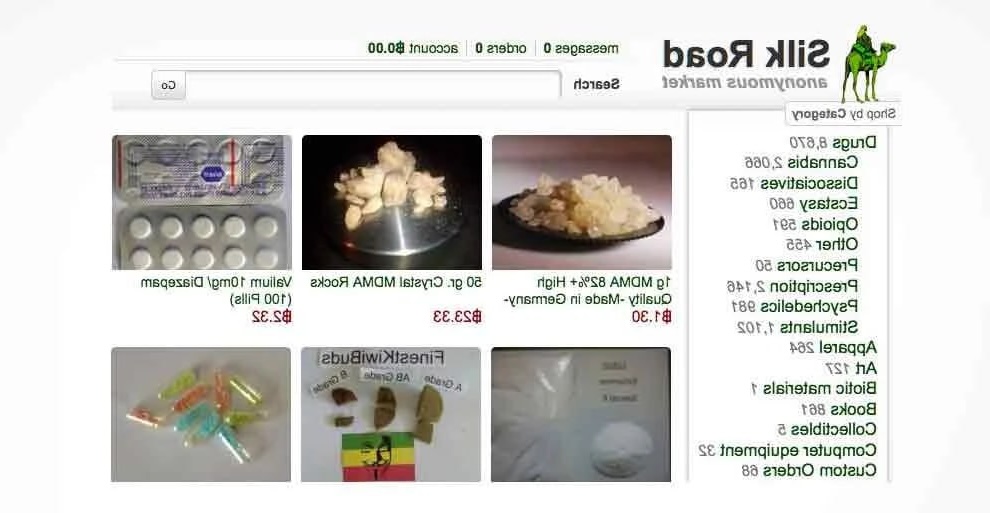 Silk Road
anonymous market
messages 0 orders 0 account ฿0.00
Search
Go
Shop by Category
Drugs 8,670
Cannabis 2,066
Dissociatives 165
Ecstasy 660
Opioids 591
Other 455
Precursors 50
Prescription 2,146
Psychedelics 981
Stimulants 1,102
Apparel 264
Art 127
Biotic materials 1
Books 861
Collectibles 5
Computer equipment 32
Custom Orders 68
1g MDMA 82%+ High
Quality -Made in Germany-
฿1.30
50 gr. Crystal MDMA Rocks
฿23.33
Valium 10mg/ Diazepam
(100 Pills)
฿2.32
FinestKiwiBuds
A Grade
AB Grade
B Grade